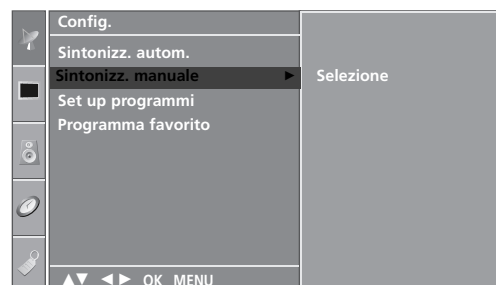 Config.
Sintonizz. autom.
Sintonizz. manuale ► Selezione
Set up programmi
Programma favorito
▲▼ ◄► OK MENU